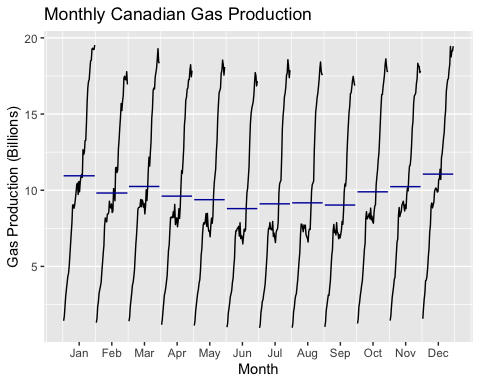 Monthly Canadian Gas Production
20
15
10
5
Gas Production (Billions)
Jan Feb Mar Apr May Jun Jul Aug Sep Oct Nov Dec
Month